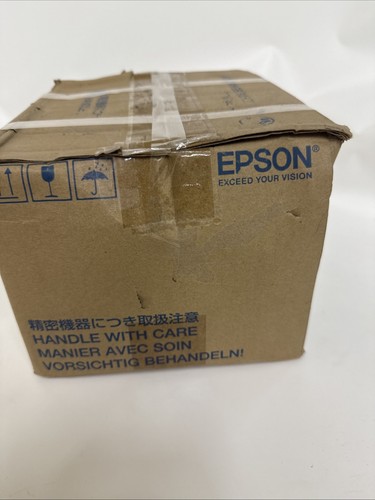 EPSON®
EXCEED YOUR VISION
精密機器につき取扱注意
HANDLE WITH CARE
MANIER AVEC SOIN
VORSICHTIG BEHANDELN!